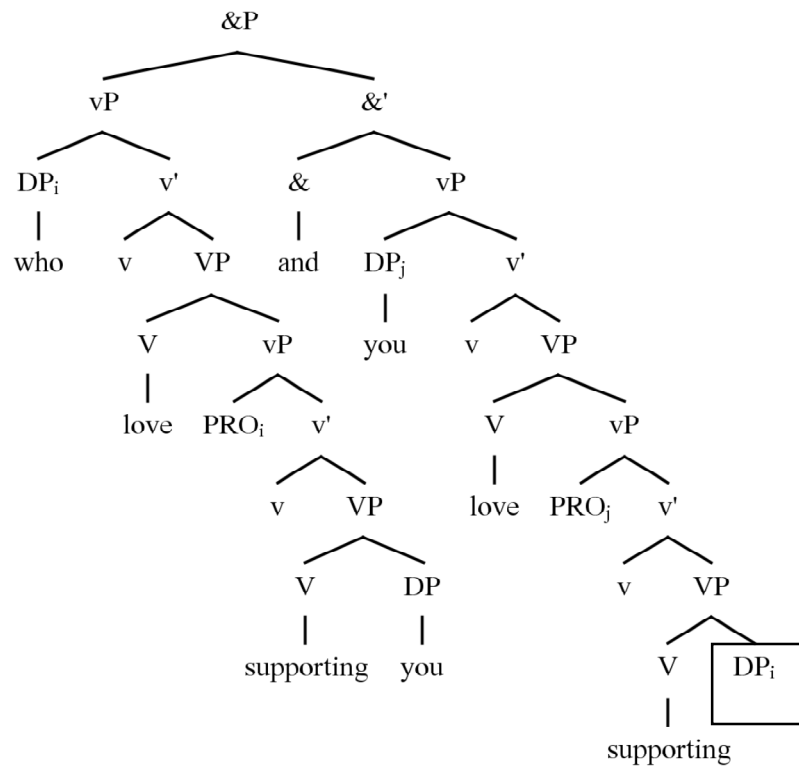 &P
vP &'
DPi v' & vP
who v VP and DPj v'
V vP you v VP
love PROi v' V vP
v VP love PROj v'
V DP v VP
supporting you V DPi
supporting